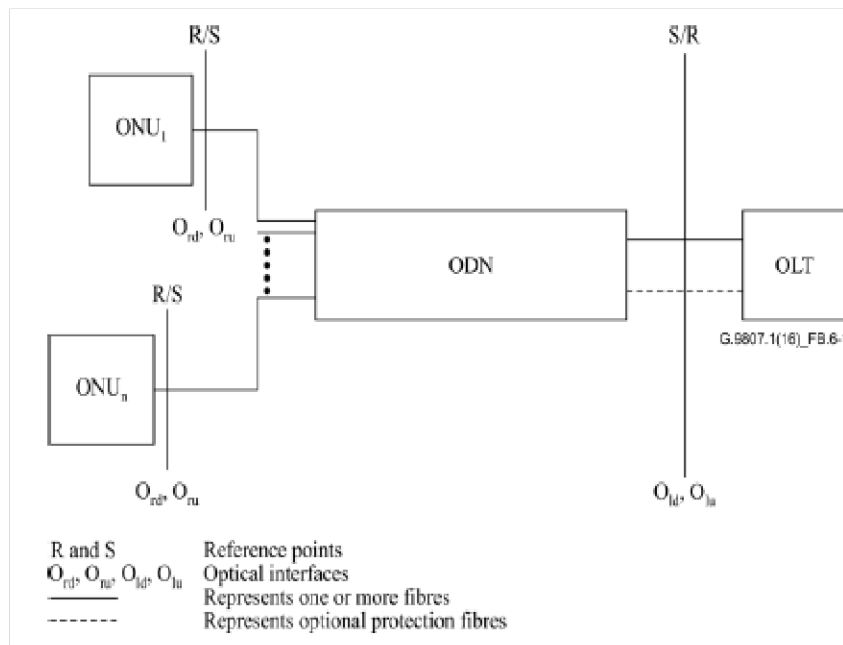 R/S
S/R
ONU1
Ord, Oru
ODN
OLT
R/S
G.9807.1(16)_FB.6-
ONUn
Ord, Oru
Old, Olu
R and S Reference points
Ord, Oru, Old, Olu Optical interfaces
Represents one or more fibres
Represents optional protection fibres